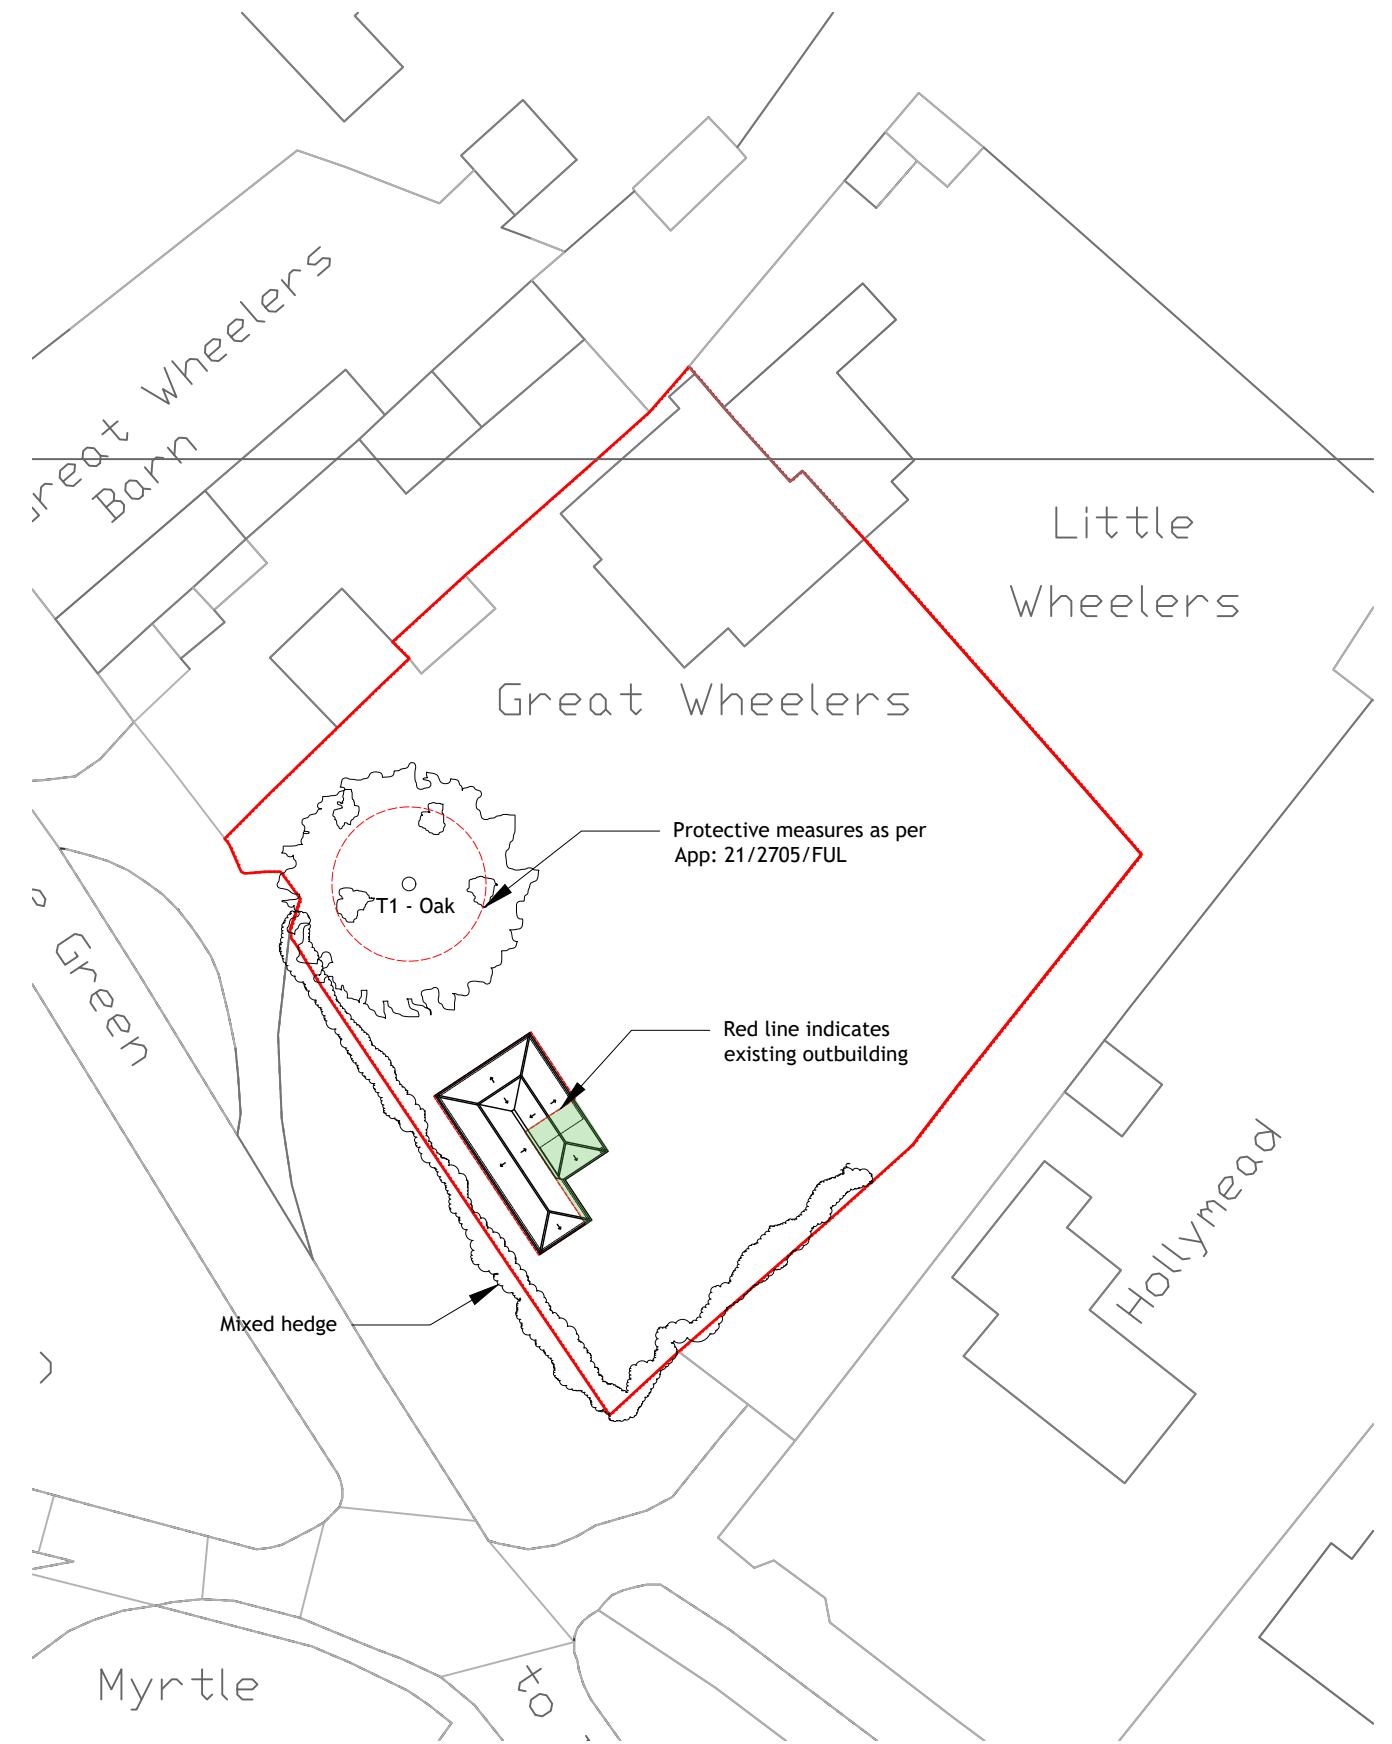 Great Wheelers
Barn
Little
Wheelers
Great Wheelers
Protective measures as per
App: 21/2705/FUL
T1 - Oak
Green
Red line indicates
existing outbuilding
Hollymead
Mixed hedge
Myrtle
to